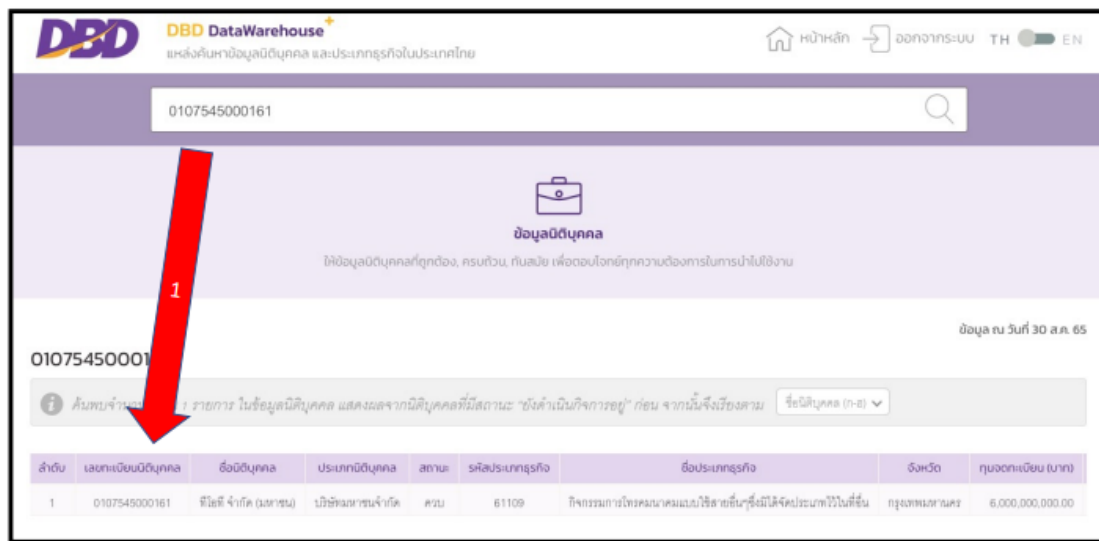 DBD DBD DataWarehouse+
แหล่งค้นหาข้อมูลนิติบุคคล และประเภทธุรกิจในประเทศไทย
หน้าหลัก ออกจากระบบ TH EN
0107545000161
ข้อมูลนิติบุคคล
ให้ข้อมูลนิติบุคคลที่ถูกต้อง, ครบถ้วน, ทันสมัย เพื่อตอบโจทย์ทุกความต้องการในการนำไปใช้งาน
1
ข้อมูล ณ วันที่ 30 ส.ค. 65
01075450001
ค้นพบจำนวน 1 รายการ ในข้อมูลนิติบุคคล แสดงผลจากนิติบุคคลที่มีสถานะ "ยังดำเนินกิจการอยู่" ก่อน จากนั้นจึงเรียงตาม ชื่อนิติบุคคล (ก-ฮ)
ลำดับ เลขทะเบียนนิติบุคคล ชื่อนิติบุคคล ประเภทนิติบุคคล สถานะ รหัสประเภทธุรกิจ ชื่อประเภทธุรกิจ จังหวัด ทุนจดทะเบียน (บาท)
1 0107545000161 ทีโอที จำกัด (มหาชน) บริษัทมหาชนจำกัด ควบ 61109 กิจกรรมการโทรคมนาคมแบบใช้สายอื่นๆซึ่งมิได้จัดประเภทไว้ในที่อื่น กรุงเทพมหานคร 6,000,000,000.00